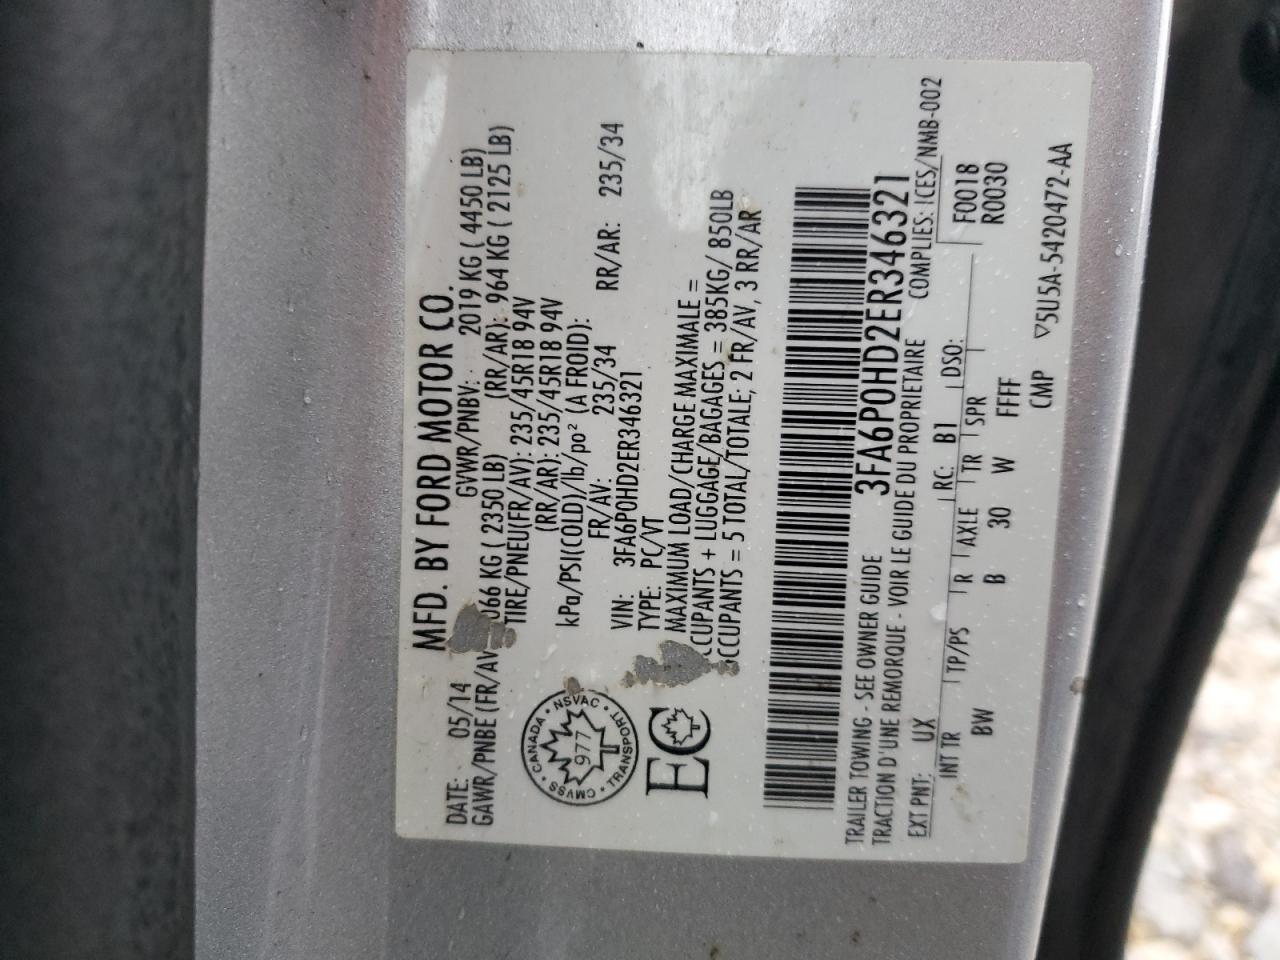 MFD. BY FORD MOTOR CO.
DATE: 05/14 GVWR/PNBV: 2019 KG ( 4450 LB)
GAWR/PNBE (FR/AV 066 KG ( 2350 LB) (RR/AR): 964 KG ( 2125 LB)
TIRE/PNEU(FR/AV): 235/45R18 94V
(RR/AR): 235/45R18 94V
kPa/PSI(COLD)/lb/po² (A FROID):
FR/AV: 235/34 RR/AR: 235/34
VIN: 3FA6P0HD2ER346321
TYPE: PC/VT
MAXIMUM LOAD/CHARGE MAXIMALE =
CCUPANTS + LUGGAGE/BAGAGES = 385KG/ 850LB
CCUPANTS = 5 TOTAL/TOTALE; 2 FR/AV, 3 RR/AR
CANADA • NSVAC • TRANSPORT • CMVSS •
977
EC
3FA6P0HD2ER346321
TRAILER TOWING - SEE OWNER GUIDE
TRACTION D'UNE REMORQUE - VOIR LE GUIDE DU PROPRIETAIRE
COMPLIES: ICES/NMB-002
EXT PNT: UX RC: B1 DSO: F0018
INT TR TP/PS R AXLE TR SPR R0030
BW B 30 W FFFF
CMP ▽5U5A-5420472-AA